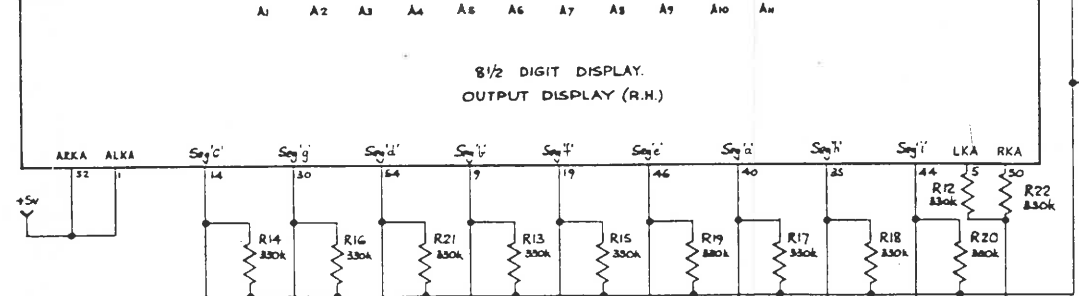 A1 A2 A3 A4 A5 A6 A7 A8 A9 A10 A11
8 1/2 DIGIT DISPLAY.
OUTPUT DISPLAY (R.H.)
ARKA ALKA Seg'c' Seg'g' Seg'd' Seg'b' Seg'f' Seg'e' Seg'a' Seg'h' Seg'i' LKA RKA
52 1 14 30 54 9 19 46 40 35 44 5 50
+5v
R12 330k R22 330k
R14 R16 R21 R13 R15 R19 R17 R18 R20
330k 330k 330k 330k 330k 330k 330k 330k 330k